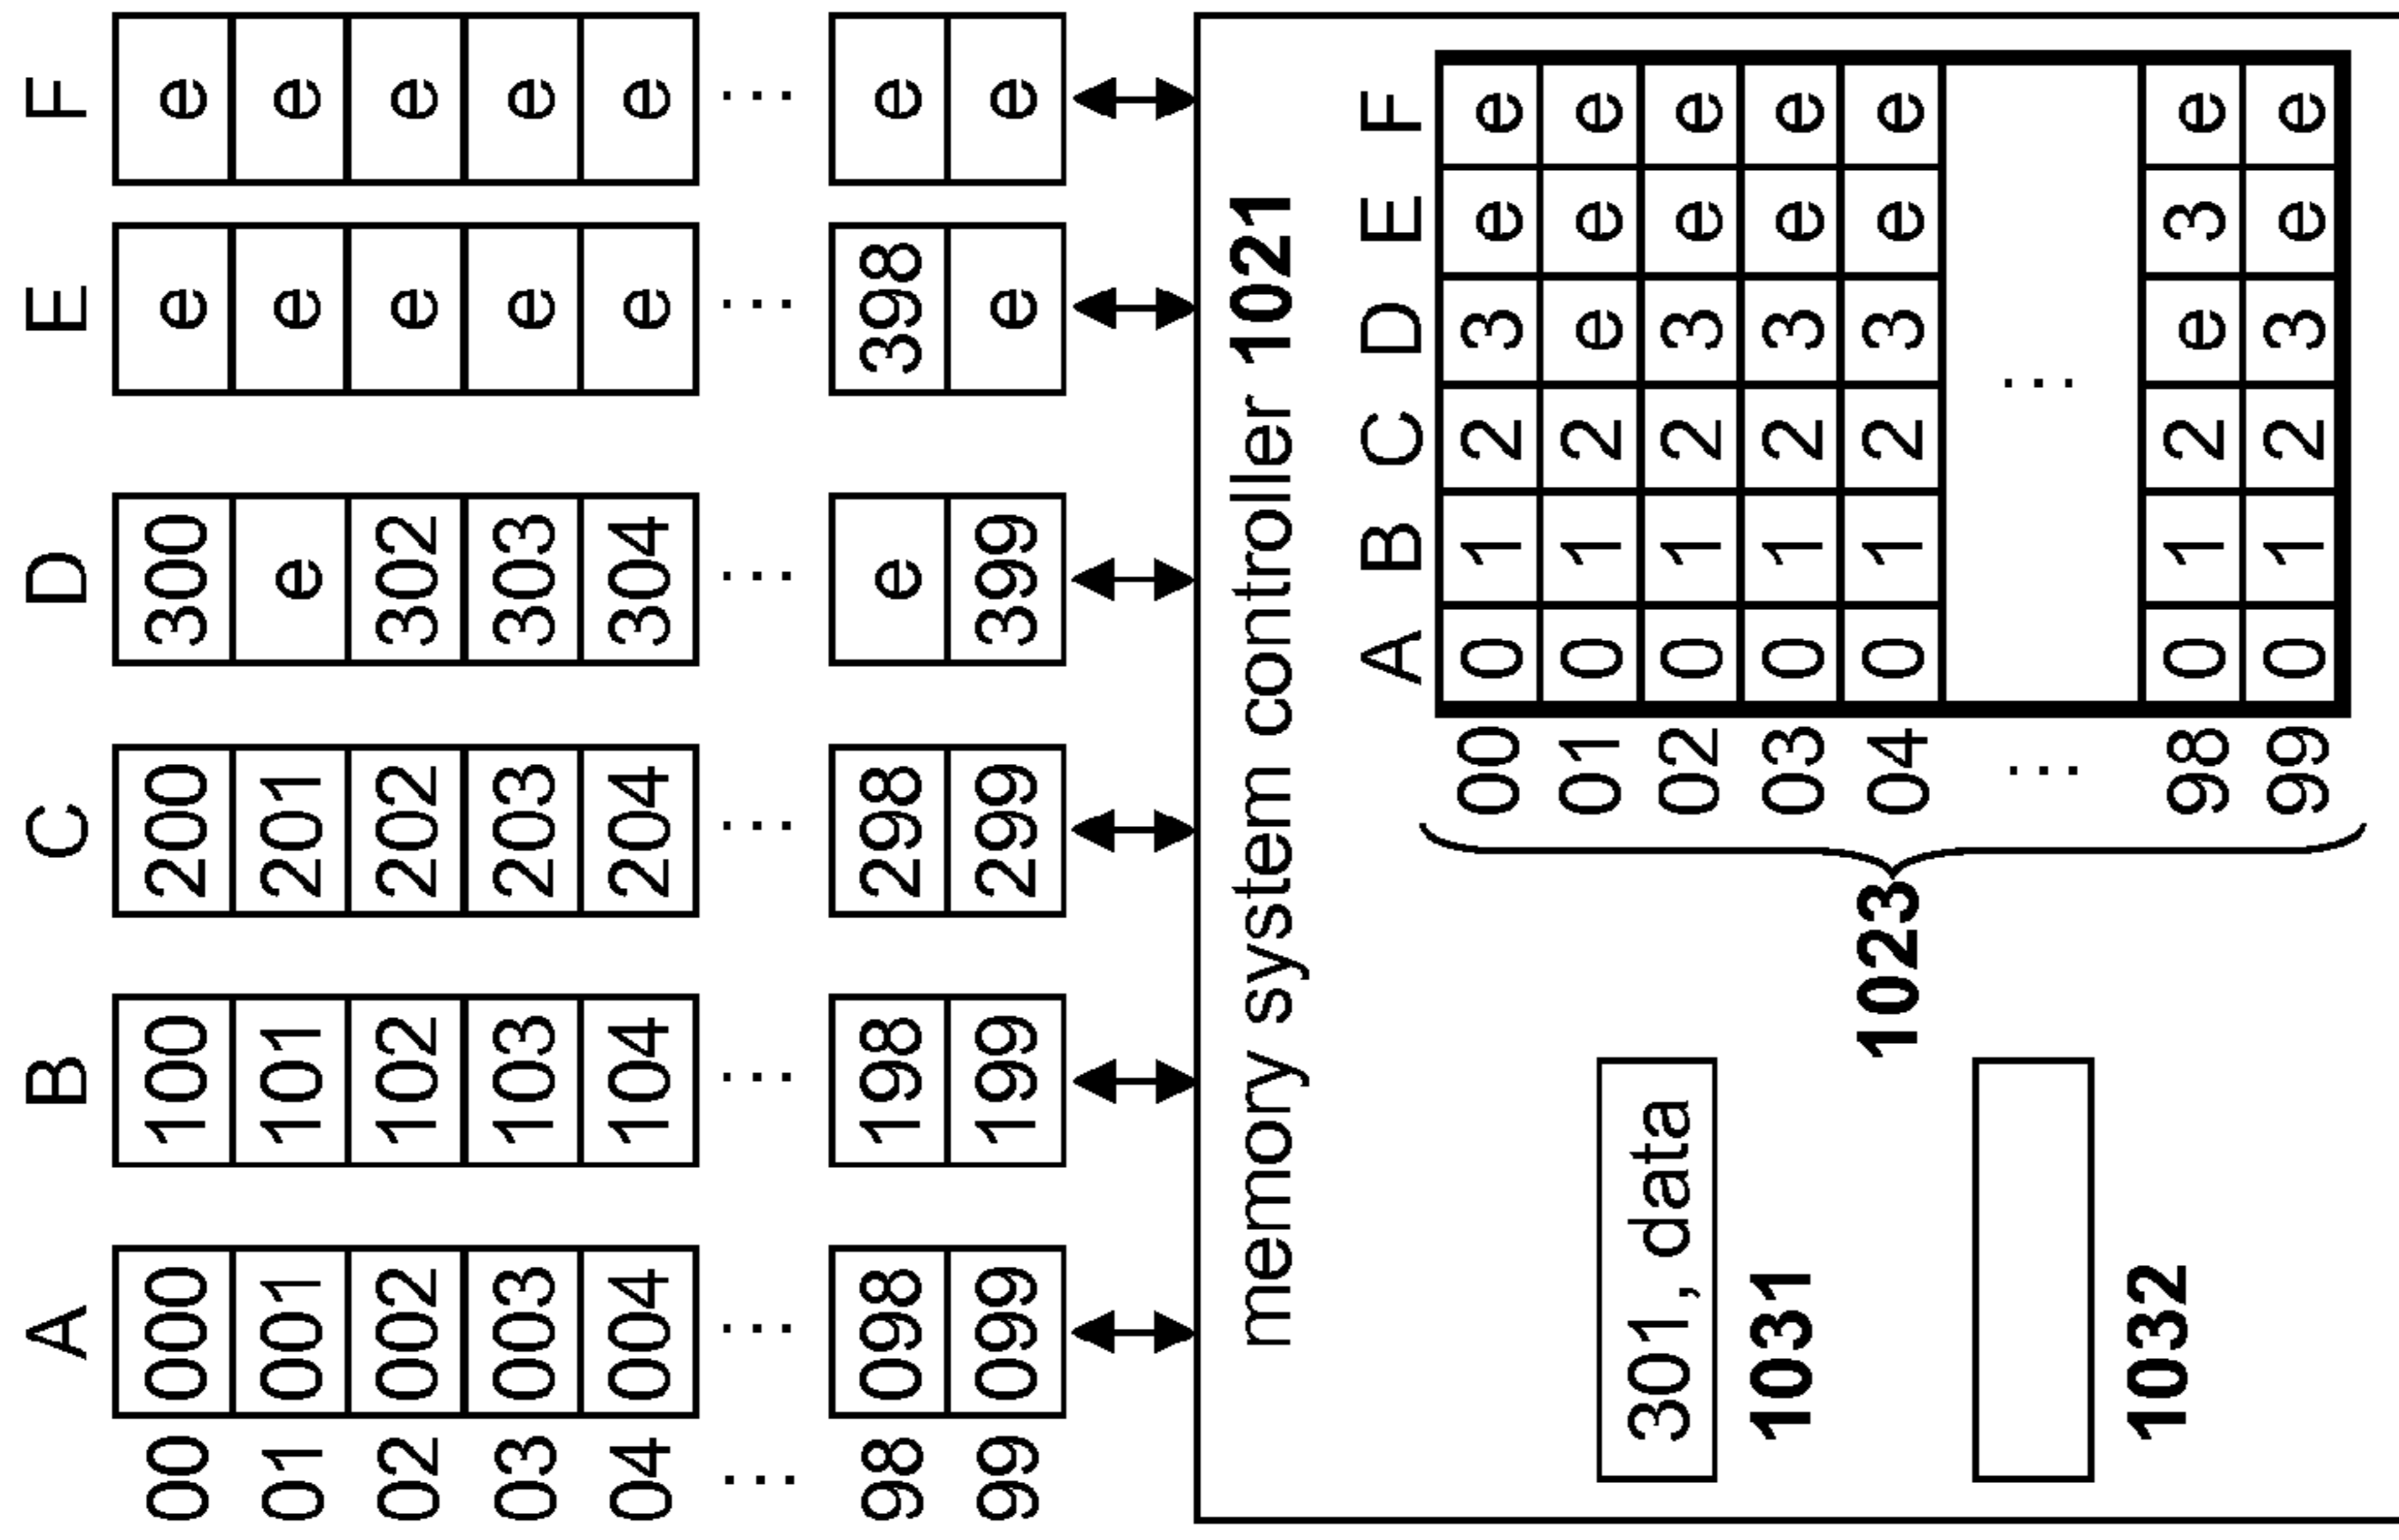 A B C D E F
00 000 100 200 300 e e
01 001 101 201 e e e
02 002 102 202 302 e e
03 003 103 203 303 e e
04 004 104 204 304 e e
... ... ... ... ... ... ...
98 098 198 298 e 398 e
99 099 199 299 399 e e
memory system controller 1021
301, data
1031
1032
1023
A B C D E F
00 0 1 2 3 e e
01 0 1 2 e e e
02 0 1 2 3 e e
03 0 1 2 3 e e
04 0 1 2 3 e e
... ...
98 0 1 2 e 3 e
99 0 1 2 3 e e